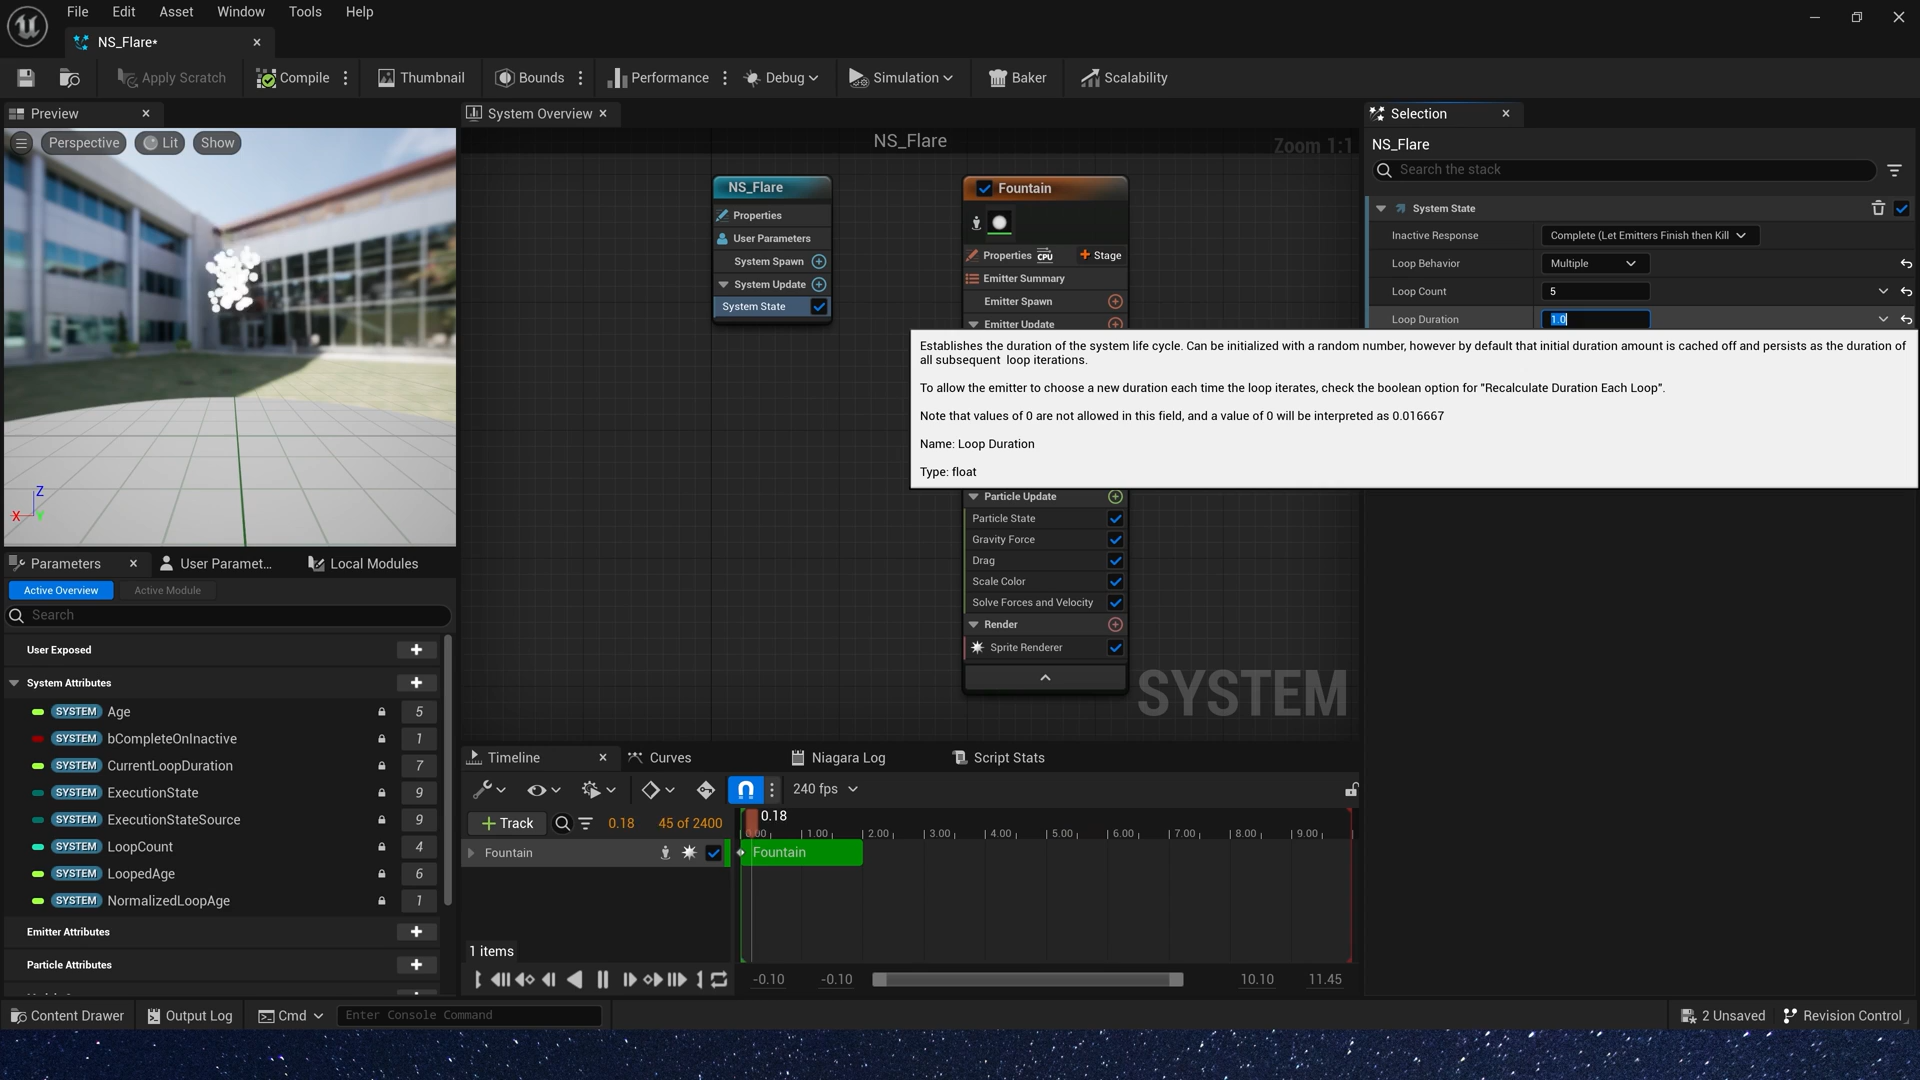 File Edit Asset Window Tools Help
NS_Flare*
Apply Scratch Compile Thumbnail Bounds Performance Debug Simulation Baker Scalability
Preview
Perspective Lit Show
Z
X
Y
System Overview
NS_Flare
Zoom 1:1
NS_Flare
Properties
User Parameters
System Spawn
System Update
System State
Fountain
Properties CPU Stage
Emitter Summary
Emitter Spawn
Emitter Update
Particle Update
Particle State
Gravity Force
Drag
Scale Color
Solve Forces and Velocity
Render
Sprite Renderer
SYSTEM
Selection
NS_Flare
Search the stack
System State
Inactive Response Complete (Let Emitters Finish then Kill
Loop Behavior Multiple
Loop Count 5
Loop Duration 1.0
Establishes the duration of the system life cycle. Can be initialized with a random number, however by default that initial duration amount is cached off and persists as the duration of
all subsequent loop iterations.
To allow the emitter to choose a new duration each time the loop iterates, check the boolean option for "Recalculate Duration Each Loop".
Note that values of 0 are not allowed in this field, and a value of 0 will be interpreted as 0.016667
Name: Loop Duration
Type: float
Parameters User Paramet... Local Modules
Active Overview Active Module
Search
User Exposed
System Attributes
SYSTEM Age 5
SYSTEM bCompleteOnInactive 1
SYSTEM CurrentLoopDuration 7
SYSTEM ExecutionState 9
SYSTEM ExecutionStateSource 9
SYSTEM LoopCount 4
SYSTEM LoopedAge 6
SYSTEM NormalizedLoopAge 1
Emitter Attributes
Particle Attributes
Timeline Curves Niagara Log Script Stats
240 fps
Track 0.18 45 of 2400
0.18
0.00 1.00 2.00 3.00 4.00 5.00 6.00 7.00 8.00 9.00
Fountain
Fountain
1 items
-0.10 -0.10 10.10 11.45
Content Drawer Output Log Cmd Enter Console Command 2 Unsaved Revision Control